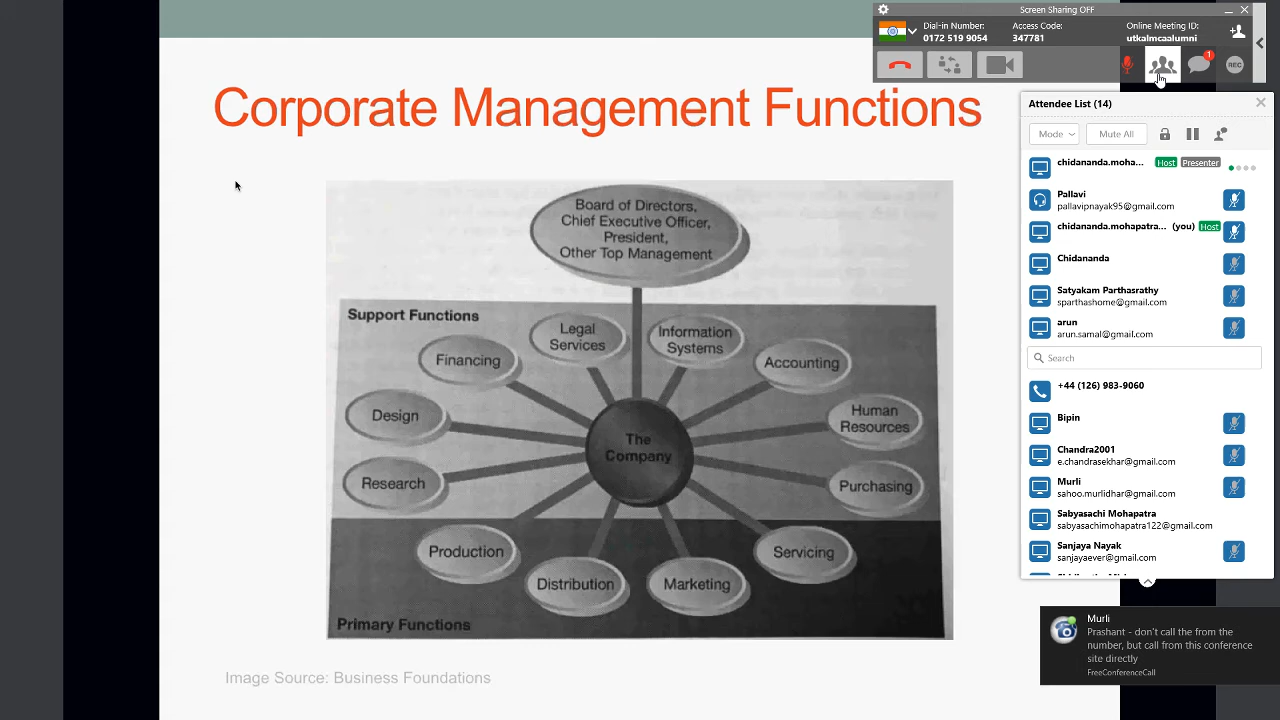 Screen Sharing OFF
Dial-in Number:
0172 519 9054
Access Code:
347781
Online Meeting ID:
utkalmcaalumni
1
REC
Corporate Management Functions
Board of Directors,
Chief Executive Officer,
President,
Other Top Management
Support Functions
Legal
Services
Information
Systems
Financing
Accounting
Design
Human
Resources
The
Company
Research
Purchasing
Production
Servicing
Distribution
Marketing
Primary Functions
Image Source: Business Foundations
Attendee List (14)
Mode
Mute All
chidananda.moha... Host Presenter
Pallavi
pallavipnayak95@gmail.com
chidananda.mohapatra... (you) Host
Chidananda
Satyakam Parthasrathy
sparthashome@gmail.com
arun
arun.samal@gmail.com
Search
+44 (126) 983-9060
Bipin
Chandra2001
e.chandrasekhar@gmail.com
Murli
sahoo.murlidhar@gmail.com
Sabyasachi Mohapatra
sabyasachimohapatra122@gmail.com
Sanjaya Nayak
sanjayaever@gmail.com
Murli
Prashant - don't call the from the
number, but call from this conference
site directly
FreeConferenceCall